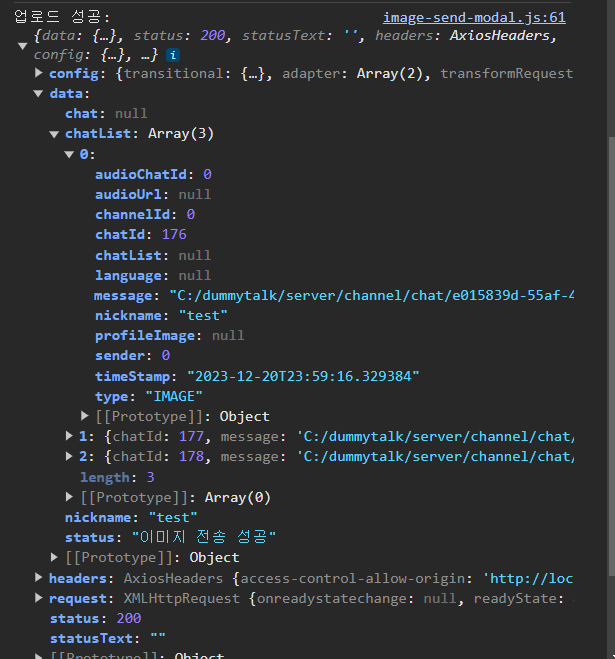 업로드 성공: image-send-modal.js:61
{data: {…}, status: 200, statusText: '', headers: AxiosHeaders,
config: {…}, …} i
config: {transitional: {…}, adapter: Array(2), transformRequest
data:
chat: null
chatList: Array(3)
0:
audioChatId: 0
audioUrl: null
channelId: 0
chatId: 176
chatList: null
language: null
message: "C:/dummytalk/server/channel/chat/e015839d-55af-4
nickname: "test"
profileImage: null
sender: 0
timeStamp: "2023-12-20T23:59:16.329384"
type: "IMAGE"
[[Prototype]]: Object
1: {chatId: 177, message: 'C:/dummytalk/server/channel/chat/
2: {chatId: 178, message: 'C:/dummytalk/server/channel/chat/
length: 3
[[Prototype]]: Array(0)
nickname: "test"
status: "이미지 전송 성공"
[[Prototype]]: Object
headers: AxiosHeaders {access-control-allow-origin: 'http://loc
request: XMLHttpRequest {onreadystatechange: null, readyState:
status: 200
statusText: ""
[[Prototype]]: Object